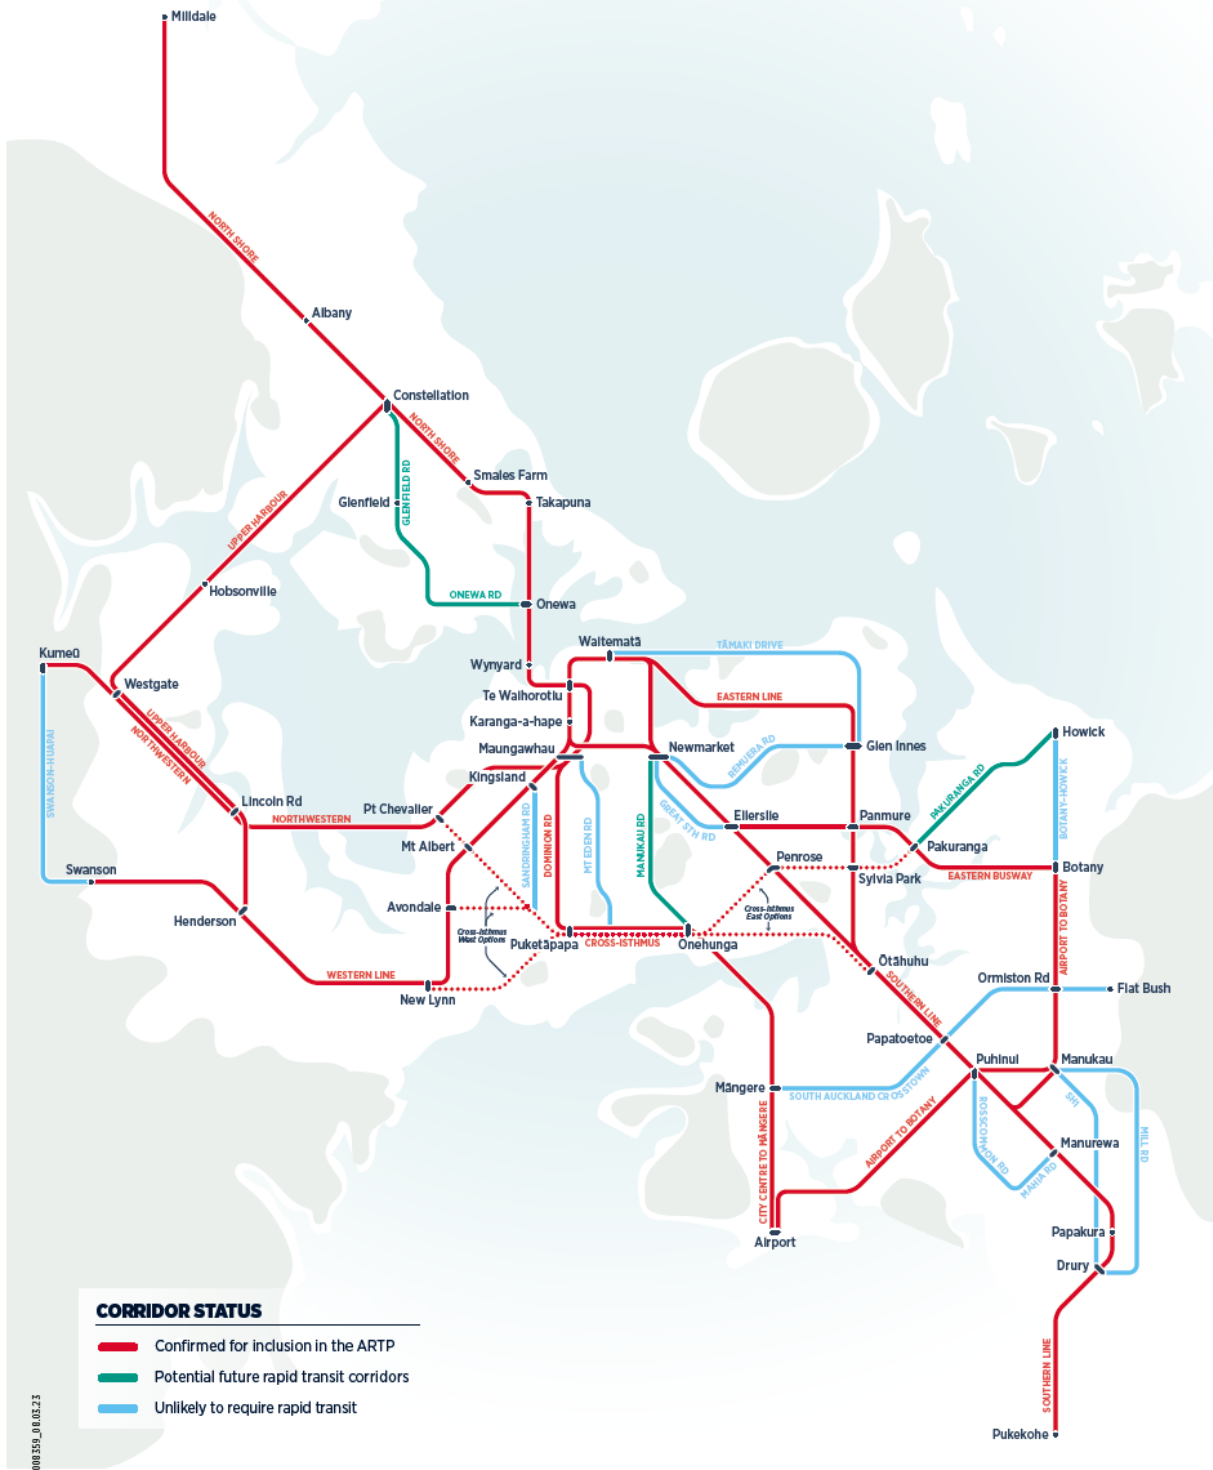 Milldale
NORTH SHORE
Albany
Constellation
NORTH SHORE
Smales Farm
GLENFIELD RD
Glenfield
Takapuna
UPPER HARBOUR
Hobsonville
ONEWA RD
Onewa
Waitematā
TĀMAKI DRIVE
Kumeū
Wynyard
Westgate
Te Waihorotiu
EASTERN LINE
UPPER HARBOUR
NORTHWESTERN
Karanga-a-hape
Maungawhau
Newmarket
REMUERA RD
Glen Innes
Howick
SWANSON-HUAPAI
Kingsland
PAKURANGA RD
BOTANY-HOWICK
Lincoln Rd
NORTHWESTERN
Pt Chevalier
GREAT STH RD
Ellerslie
Panmure
Mt Albert
SANDRINGHAM RD
DOMINION RD
MT EDEN RD
MANUKAU RD
Pakuranga
Penrose
Swanson
Sylvia Park
EASTERN BUSWAY
Botany
Henderson
Avondale
Cross-Isthmus
West Options
Cross-Isthmus
East Options
Puketāpapa
CROSS-ISTHMUS
Onehunga
AIRPORT TO BOTANY
WESTERN LINE
New Lynn
Ōtāhuhu
SOUTHERN LINE
Ormiston Rd
Flat Bush
Papatoetoe
Puhinui
Manukau
Māngere
SOUTH AUCKLAND CROSSTOWN
SH1
MILL RD
CITY CENTRE TO MĀNGERE
AIRPORT TO BOTANY
ROSSCOMMON RD
MAHIA RD
Manurewa
Airport
Papakura
Drury
SOUTHERN LINE
Pukekohe
CORRIDOR STATUS
Confirmed for inclusion in the ARTP
Potential future rapid transit corridors
Unlikely to require rapid transit
008359_08.03.23